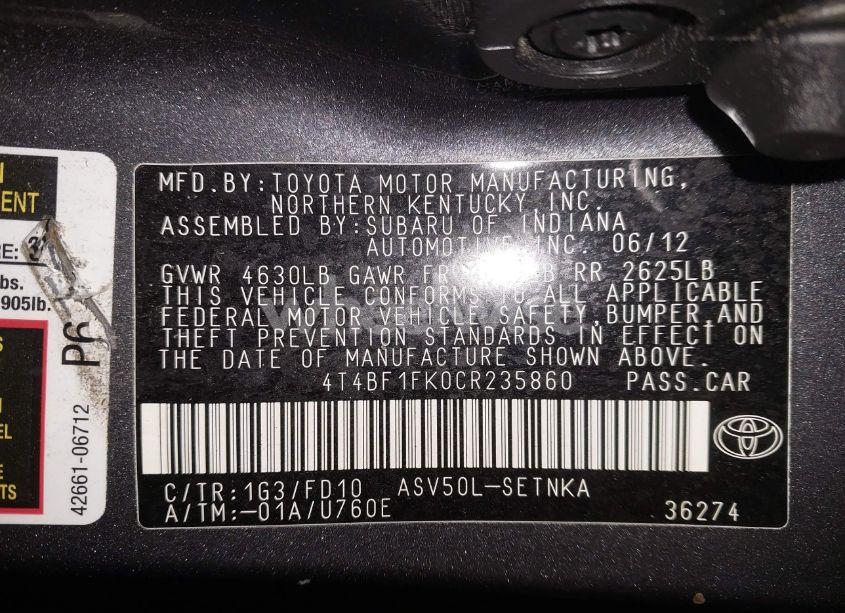 MFD.BY:TOYOTA MOTOR MANUFACTURING,
NORTHERN KENTUCKY INC.
ASSEMBLED BY:SUBARU OF INDIANA
AUTOMOTIVE INC. 06/12
GVWR 4630LB GAWR FR RR 2625LB
THIS VEHICLE CONFORMS TO ALL APPLICABLE
FEDERAL MOTOR VEHICLE SAFETY,BUMPER,AND
THEFT PREVENTION STANDARDS IN EFFECT ON
THE DATE OF MANUFACTURE SHOWN ABOVE.
4T4BF1FK0CR235860 PASS.CAR
C/TR:1G3/FD10 ASV50L-SETNKA
A/TM:-01A/U760E 36274
905lb.
P6
42661-06712